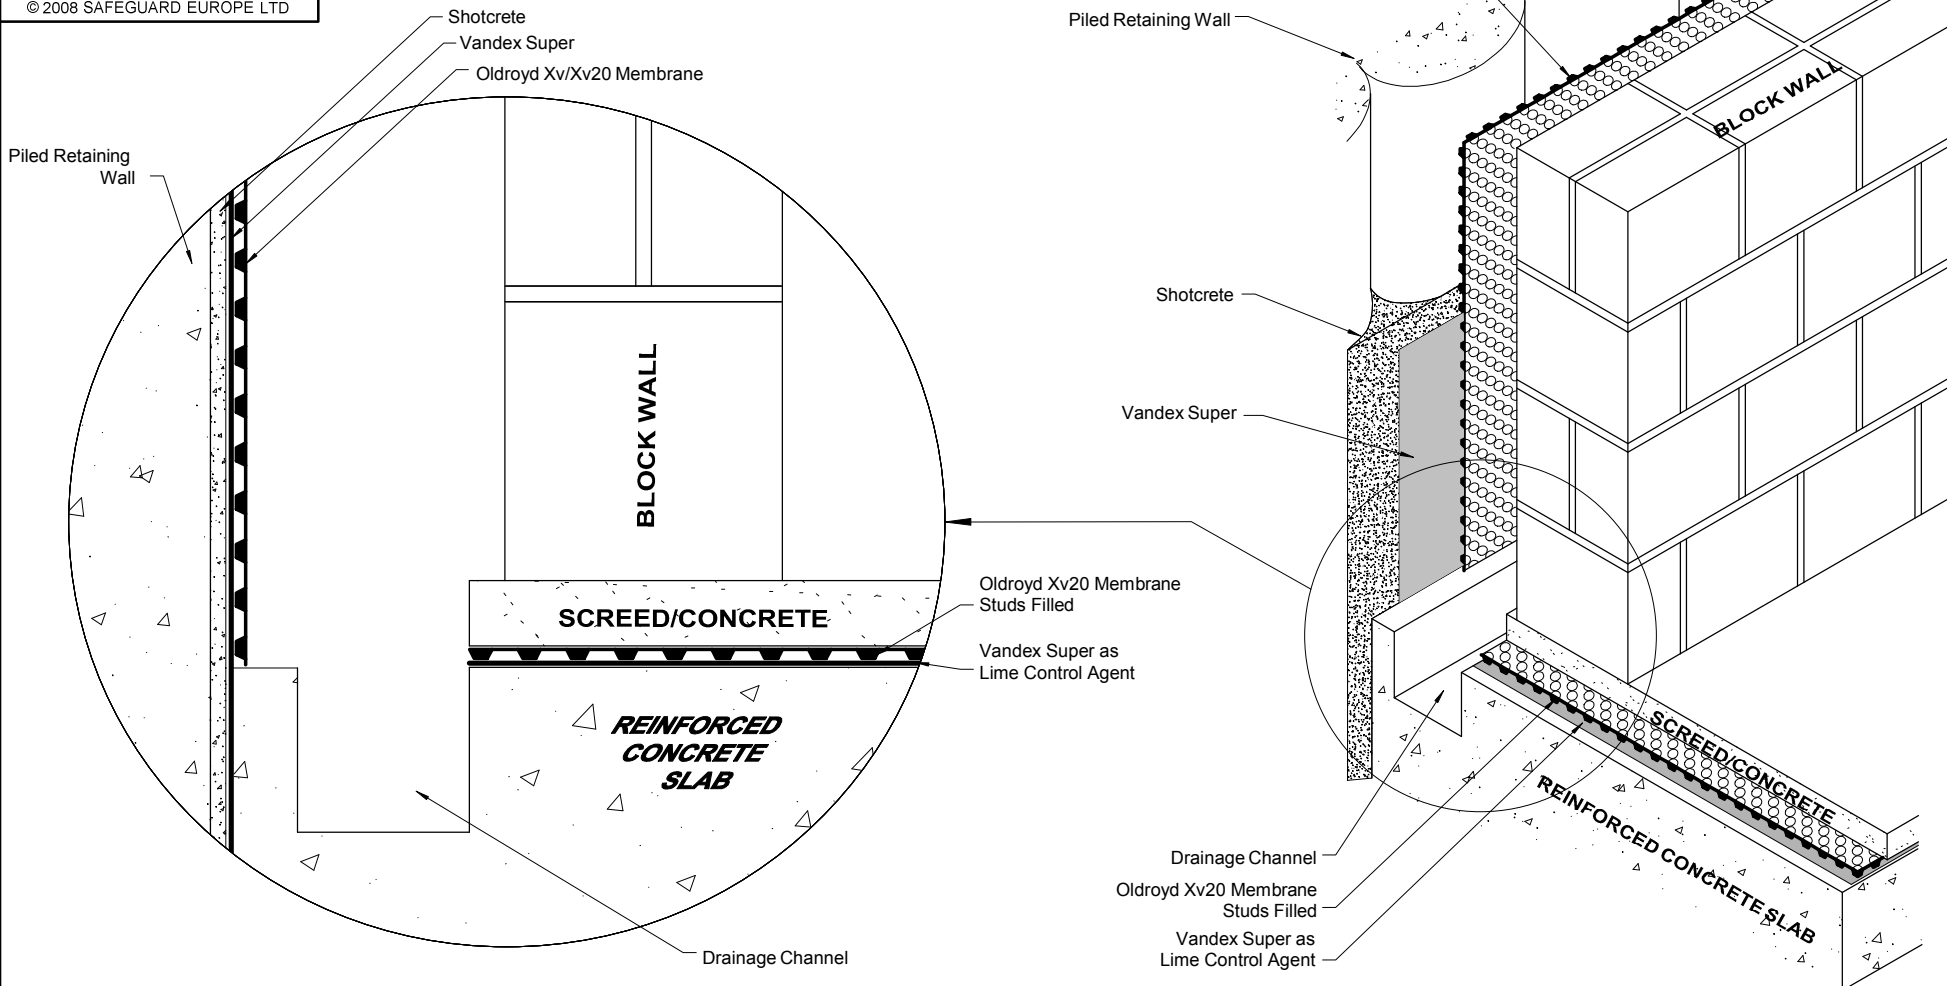 © 2008 SAFEGUARD EUROPE LTD
Shotcrete
Vandex Super
Oldroyd Xv/Xv20 Membrane
Piled Retaining
Wall
BLOCK WALL
SCREED/CONCRETE
REINFORCED
CONCRETE
SLAB
Oldroyd Xv20 Membrane
Studs Filled
Vandex Super as
Lime Control Agent
Drainage Channel
Piled Retaining Wall
BLOCK WALL
Shotcrete
Vandex Super
SCREED/CONCRETE
REINFORCED CONCRETE SLAB
Drainage Channel
Oldroyd Xv20 Membrane
Studs Filled
Vandex Super as
Lime Control Agent